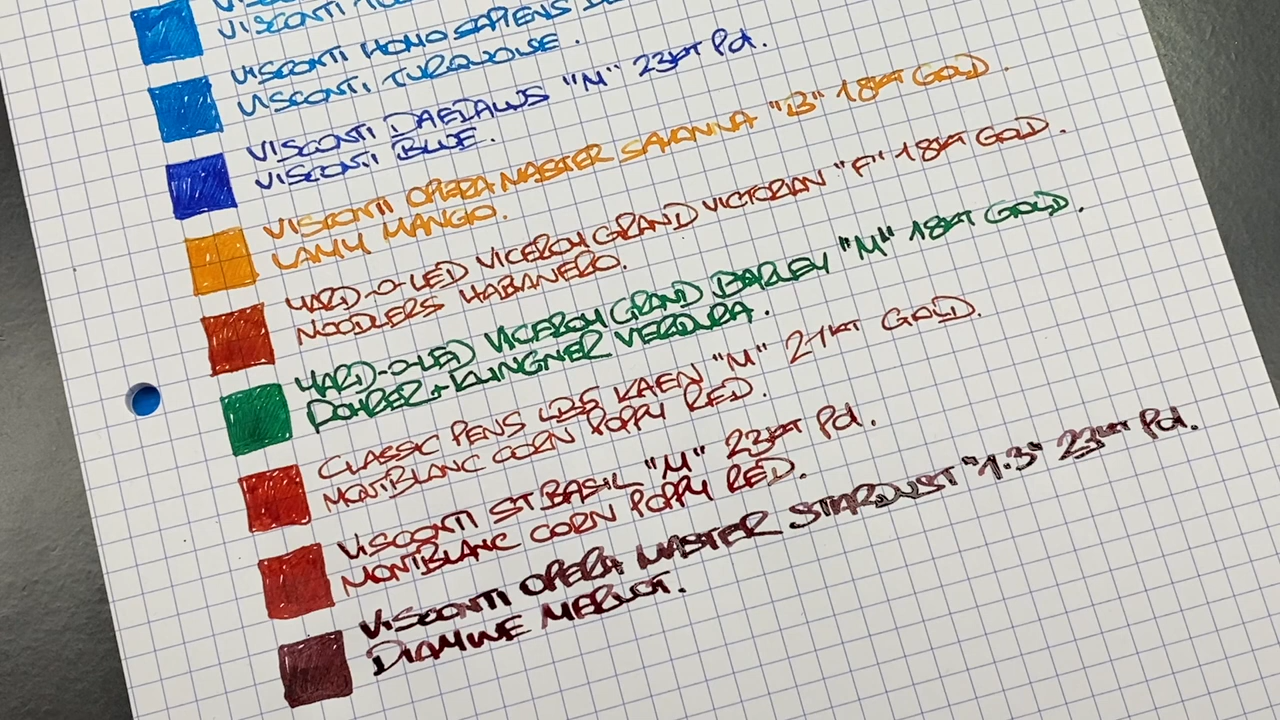 VISCONTI
VISCONTI HOMO SAPIENS
VISCONTI TURQUOISE.
VISCONTI DAEDALUS "M" 23KT Pd.
VISCONTI BLUE.
VISCONTI OPERA MASTER SAVANNA "B" 18KT GOLD.
LAMY MANGO.
YARD-O-LED VICEROY GRAND VICTORIAN "F" 18KT GOLD.
NOODLERS HABANERO.
YARD-O-LED VICEROY GRAND BARLEY "M" 18KT GOLD.
ROHRER+KLINGNER VERDURA.
CLASSIC PENS LB5 KAEN "M" 21KT GOLD.
MONTBLANC CORN POPPY RED.
VISCONTI ST BASIL "M" 23KT Pd.
MONTBLANC CORN POPPY RED.
VISCONTI OPERA MASTER STARDUST "1.3" 23KT Pd.
DIAMINE MERLOT.